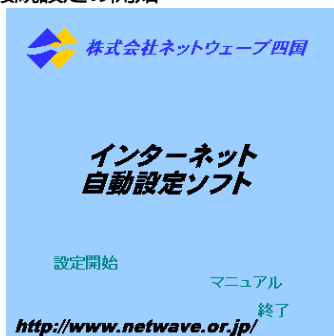 接続設定の開始
株式会社ネットウェーブ四国
インターネット
自動設定ソフト
設定開始
マニュアル
終了
http://www.netwave.or.jp/